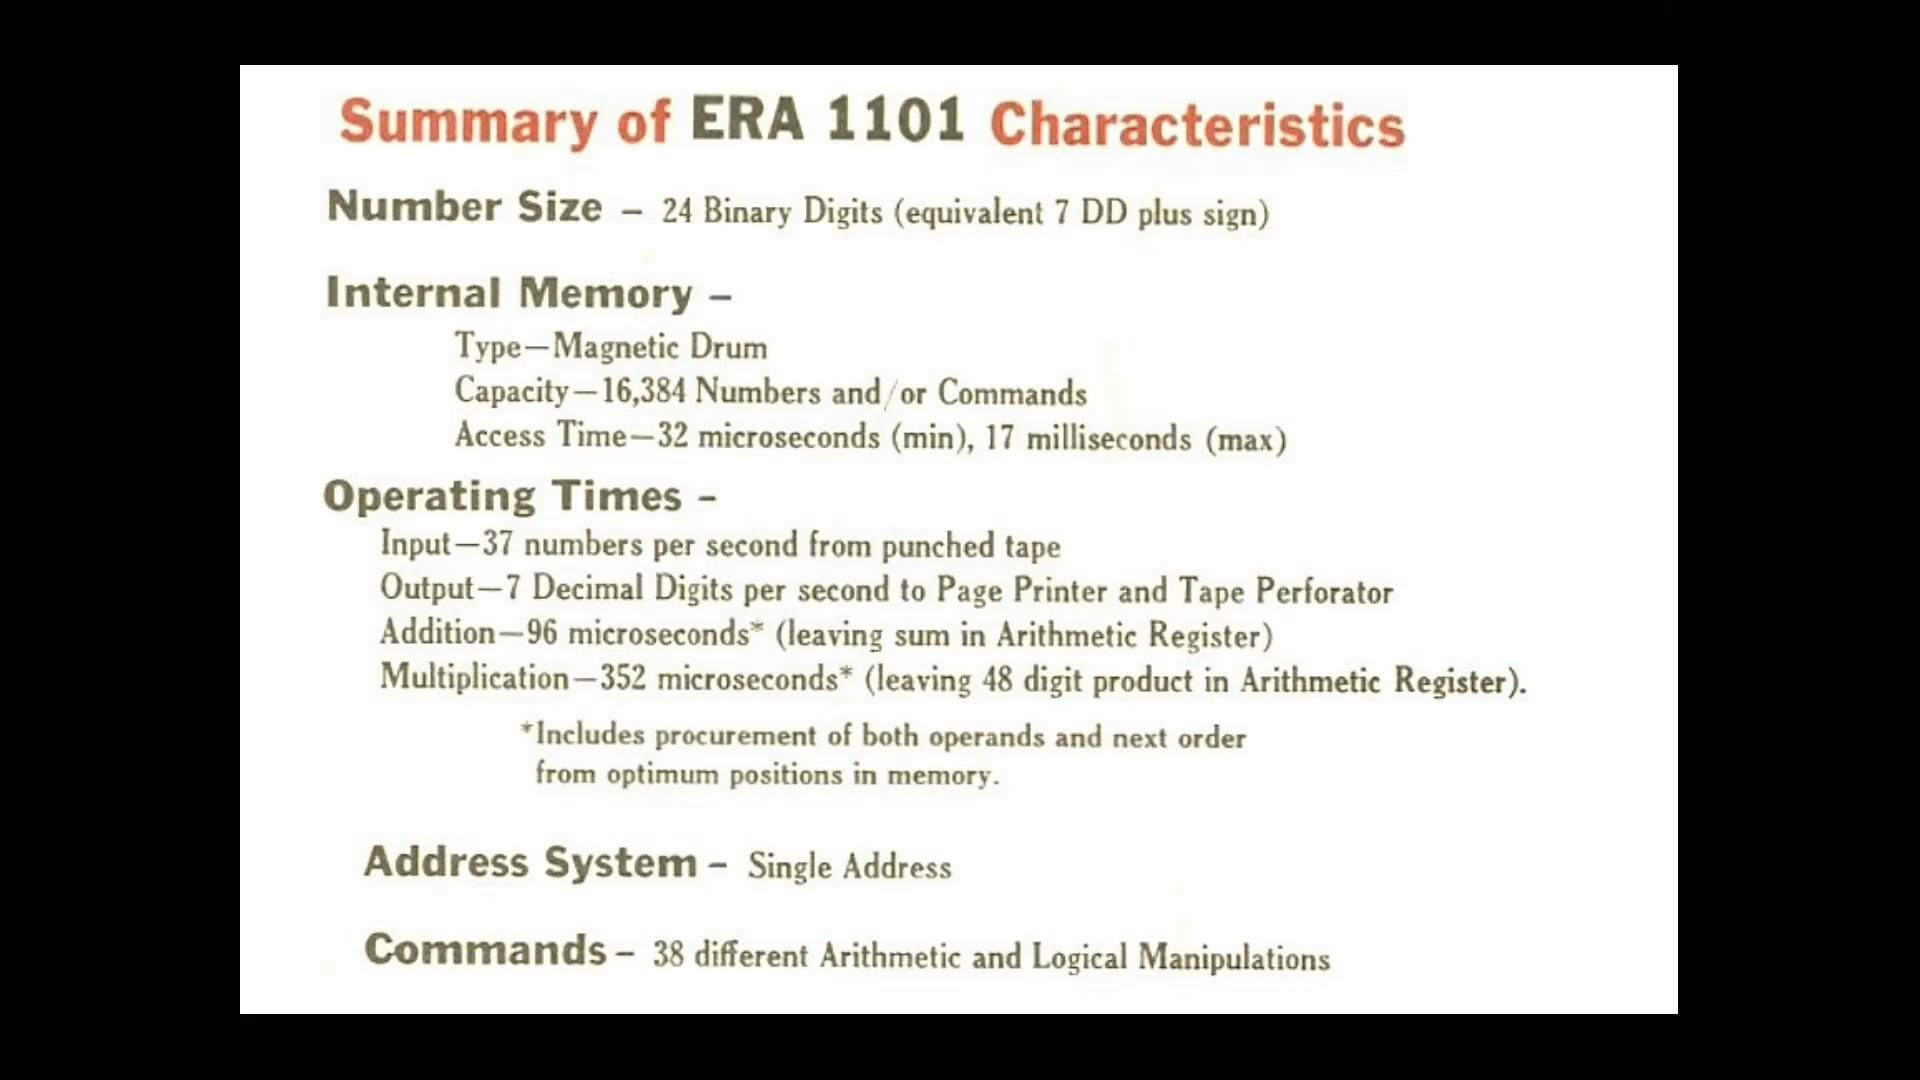 Summary of ERA 1101 Characteristics
Number Size – 24 Binary Digits (equivalent 7 DD plus sign)
Internal Memory –
Type—Magnetic Drum
Capacity—16,384 Numbers and/or Commands
Access Time—32 microseconds (min), 17 milliseconds (max)
Operating Times –
Input—37 numbers per second from punched tape
Output—7 Decimal Digits per second to Page Printer and Tape Perforator
Addition—96 microseconds* (leaving sum in Arithmetic Register)
Multiplication—352 microseconds* (leaving 48 digit product in Arithmetic Register).
*Includes procurement of both operands and next order
from optimum positions in memory.
Address System – Single Address
Commands – 38 different Arithmetic and Logical Manipulations